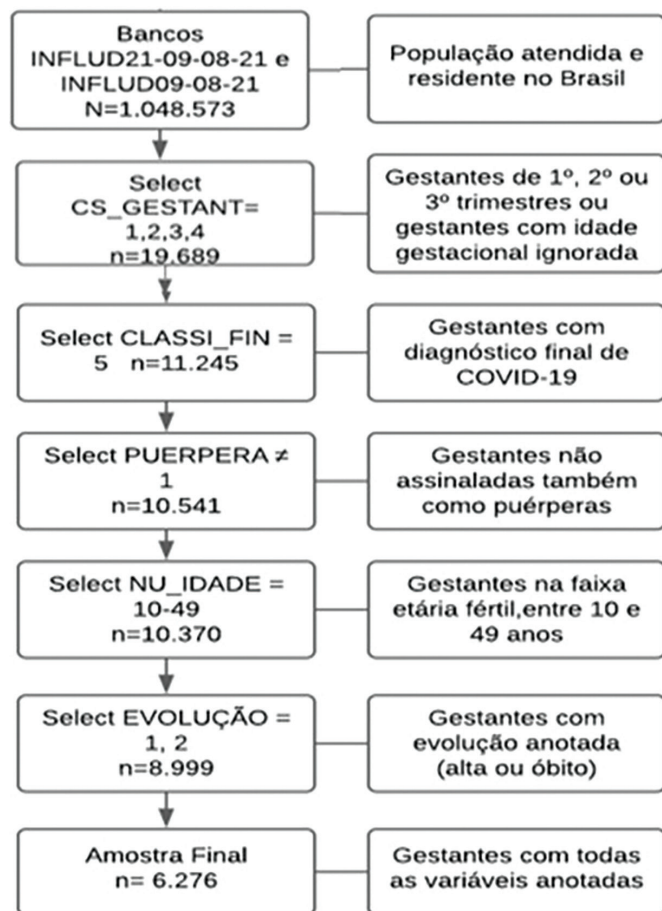 Bancos
INFLUD21-09-08-21 e
INFLUD09-08-21
N=1.048.573
População atendida e
residente no Brasil
Select
CS_GESTANT=
1,2,3,4
n=19.689
Gestantes de 1º, 2º ou
3º trimestres ou
gestantes com idade
gestacional ignorada
Select CLASSI_FIN =
5 n=11.245
Gestantes com
diagnóstico final de
COVID-19
Select PUERPERA ≠
1
n=10.541
Gestantes não
assinaladas também
como puérperas
Select NU_IDADE =
10-49
n=10.370
Gestantes na faixa
etária fértil,entre 10 e
49 anos
Select EVOLUÇÃO =
1, 2
n=8.999
Gestantes com
evolução anotada
(alta ou óbito)
Amostra Final
n= 6.276
Gestantes com todas
as variáveis anotadas